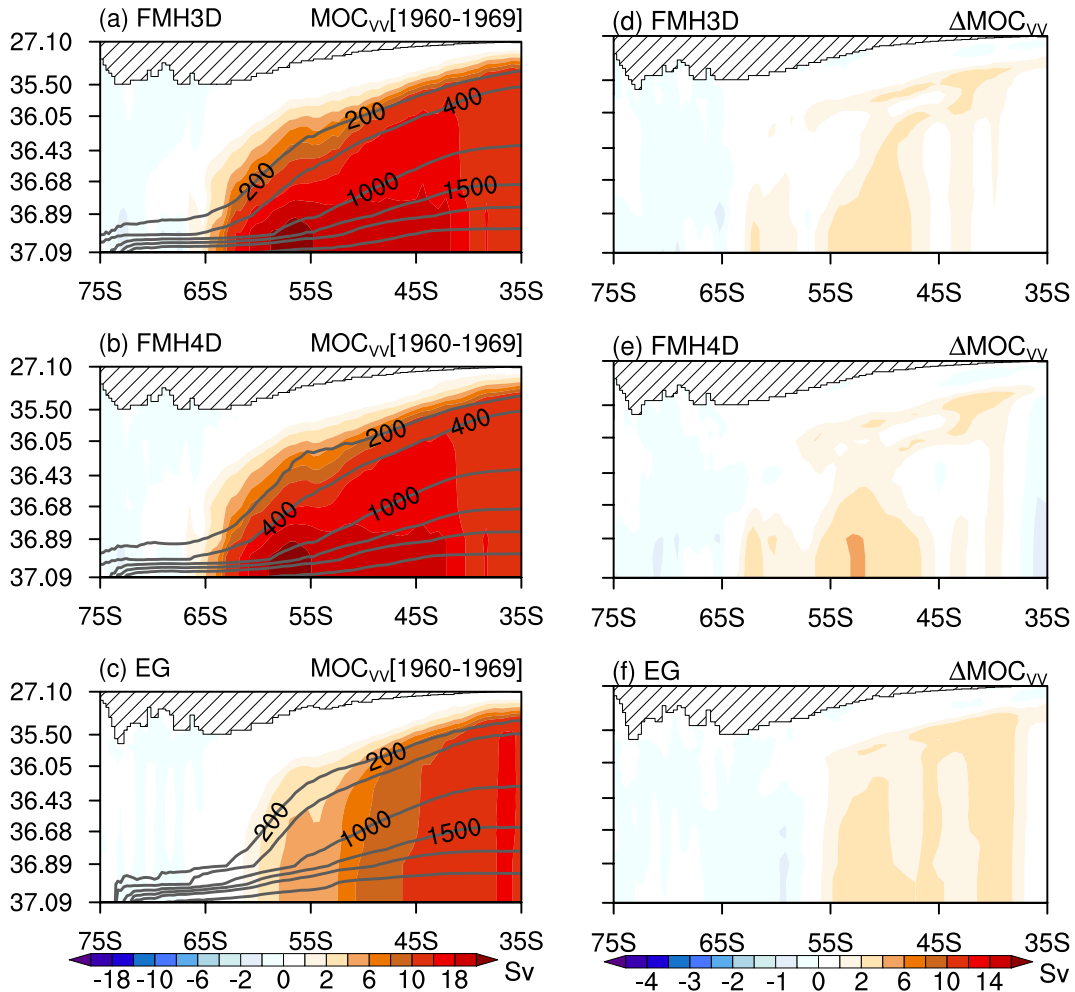 (a) FMH3D MOC_VV[1960-1969]
27.10
35.50
36.05
36.43
36.68
36.89
37.09
200
400
200
1000
1500
75S 65S 55S 45S 35S
(d) FMH3D ΔMOC_VV
75S 65S 55S 45S 35S
(b) FMH4D MOC_VV[1960-1969]
27.10
35.50
36.05
36.43
36.68
36.89
37.09
200
400
400
1000
75S 65S 55S 45S 35S
(e) FMH4D ΔMOC_VV
75S 65S 55S 45S 35S
(c) EG MOC_VV[1960-1969]
27.10
35.50
36.05
36.43
36.68
36.89
37.09
200
200
1000
1500
75S 65S 55S 45S 35S
-18 -10 -6 -2 0 2 6 10 18 Sv
(f) EG ΔMOC_VV
75S 65S 55S 45S 35S
-4 -3 -2 -1 0 2 6 10 14 Sv